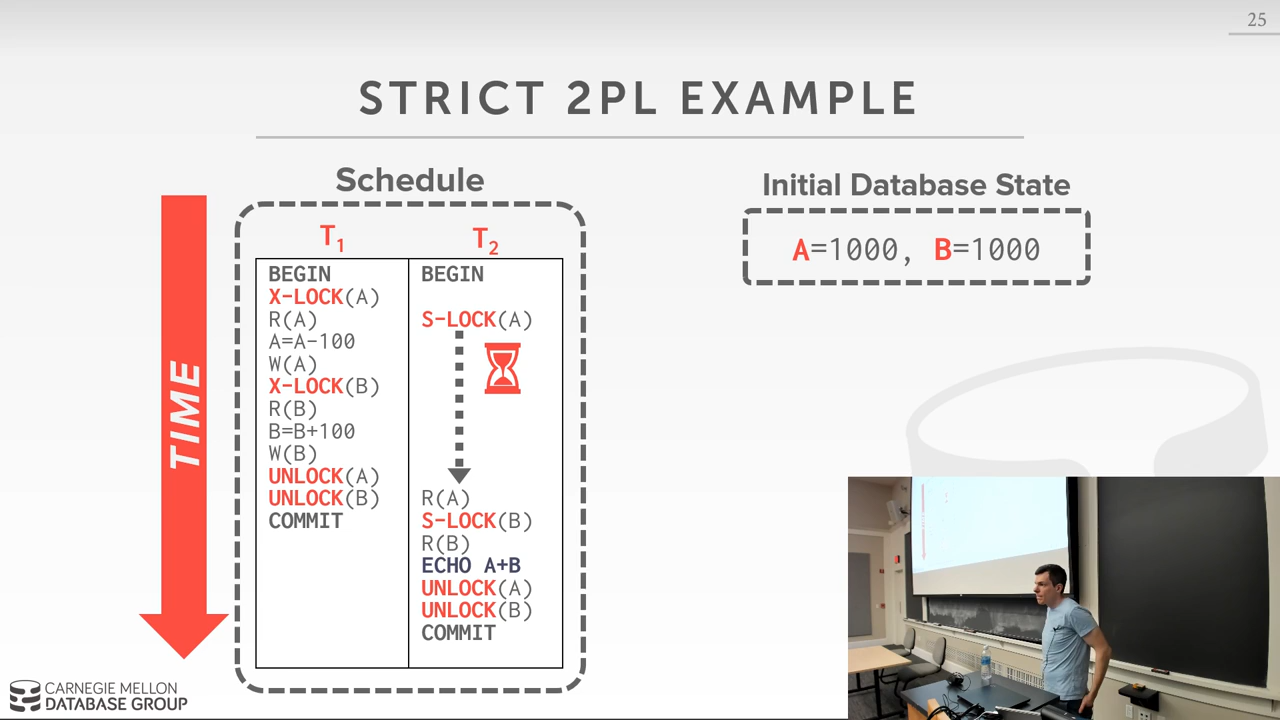 25
STRICT 2PL EXAMPLE
Schedule
TIME
T1
BEGIN
X-LOCK(A)
R(A)
A=A-100
W(A)
X-LOCK(B)
R(B)
B=B+100
W(B)
UNLOCK(A)
UNLOCK(B)
COMMIT
T2
BEGIN
S-LOCK(A)
R(A)
S-LOCK(B)
R(B)
ECHO A+B
UNLOCK(A)
UNLOCK(B)
COMMIT
Initial Database State
A=1000, B=1000
CARNEGIE MELLON
DATABASE GROUP